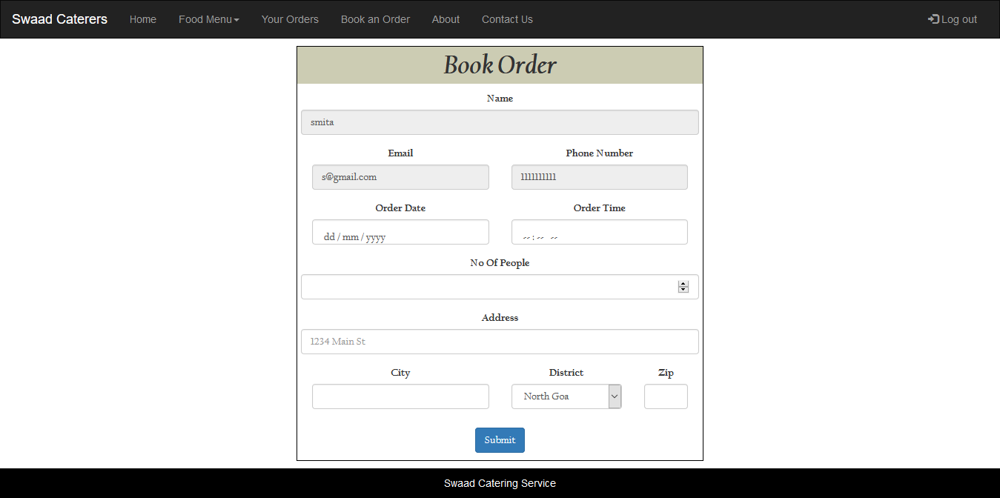 Swaad Caterers Home Food Menu Your Orders Book an Order About Contact Us Log out
Book Order
Name
smita
Email Phone Number
s@gmail.com 1111111111
Order Date Order Time
dd / mm / yyyy -- : -- --
No Of People
Address
1234 Main St
City District Zip
North Goa
Submit
Swaad Catering Service